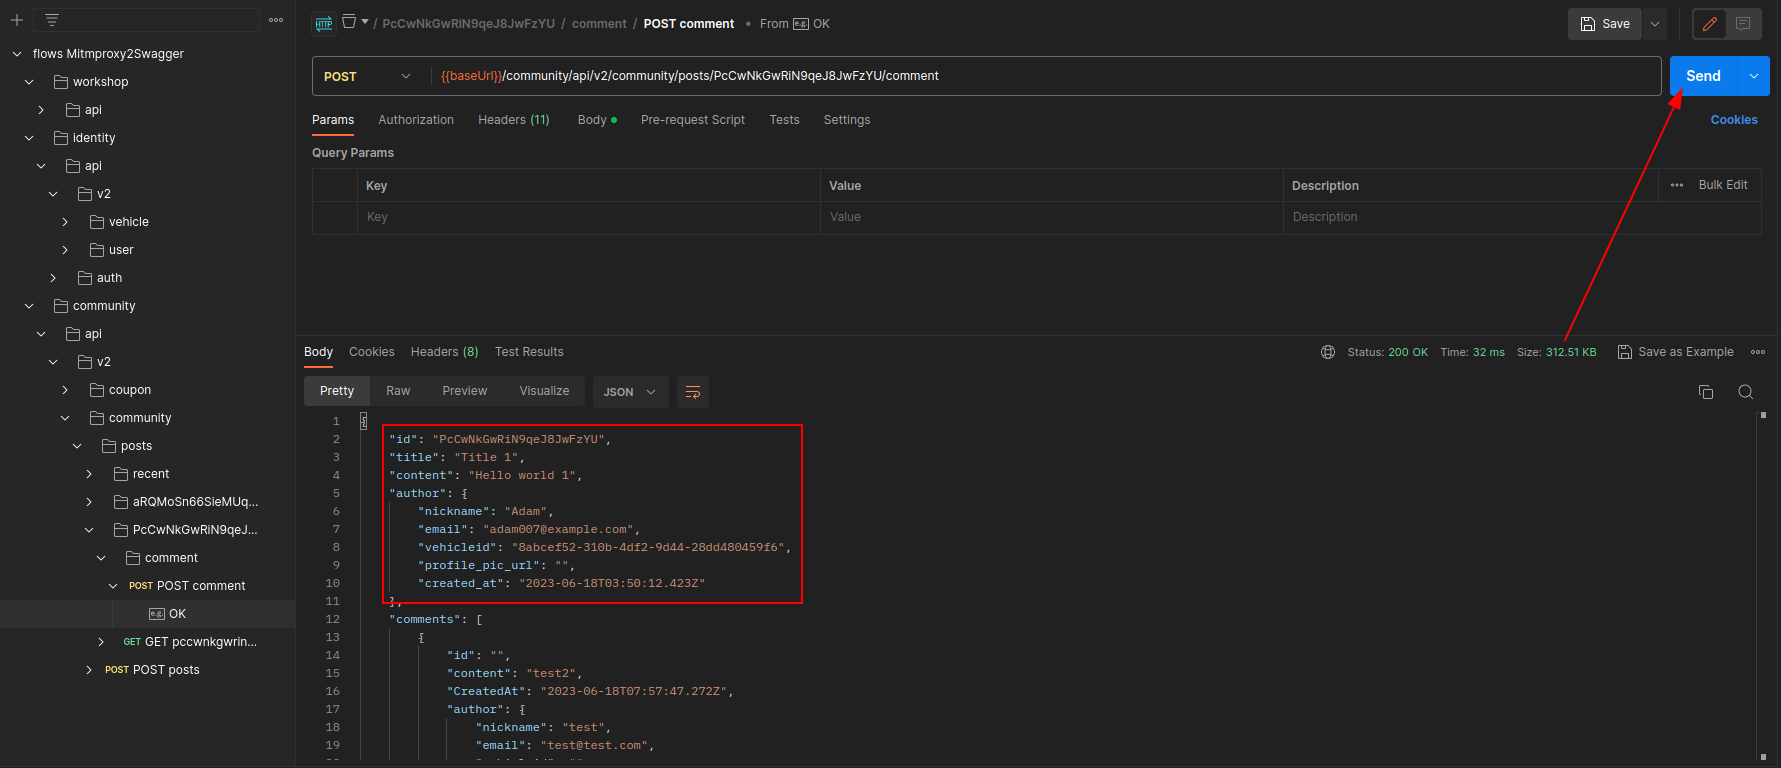 flows Mitmproxy2Swagger
workshop
api
identity
api
v2
vehicle
user
auth
community
api
v2
coupon
community
posts
recent
aRQMoSn66SieMUq...
PcCwNkGwRiN9qeJ...
comment
POST POST comment
e.g. OK
GET GET pccwnkgwrin...
POST POST posts
HTTP / PcCwNkGwRiN9qeJ8JwFzYU / comment / POST comment • From e.g. OK
Save
POST {{baseUrl}}/community/api/v2/community/posts/PcCwNkGwRiN9qeJ8JwFzYU/comment
Send
Params Authorization Headers (11) Body Pre-request Script Tests Settings Cookies
Query Params
Key Value Description Bulk Edit
Key Value Description
Body Cookies Headers (8) Test Results Status: 200 OK Time: 32 ms Size: 312.51 KB Save as Example
Pretty Raw Preview Visualize JSON
1 {
2 "id": "PcCwNkGwRiN9qeJ8JwFzYU",
3 "title": "Title 1",
4 "content": "Hello world 1",
5 "author": {
6 "nickname": "Adam",
7 "email": "adam007@example.com",
8 "vehicleid": "8abcef52-310b-4df2-9d44-28dd480459f6",
9 "profile_pic_url": "",
10 "created_at": "2023-06-18T03:50:12.423Z"
11 },
12 "comments": [
13 {
14 "id": "",
15 "content": "test2",
16 "CreatedAt": "2023-06-18T07:57:47.272Z",
17 "author": {
18 "nickname": "test",
19 "email": "test@test.com",